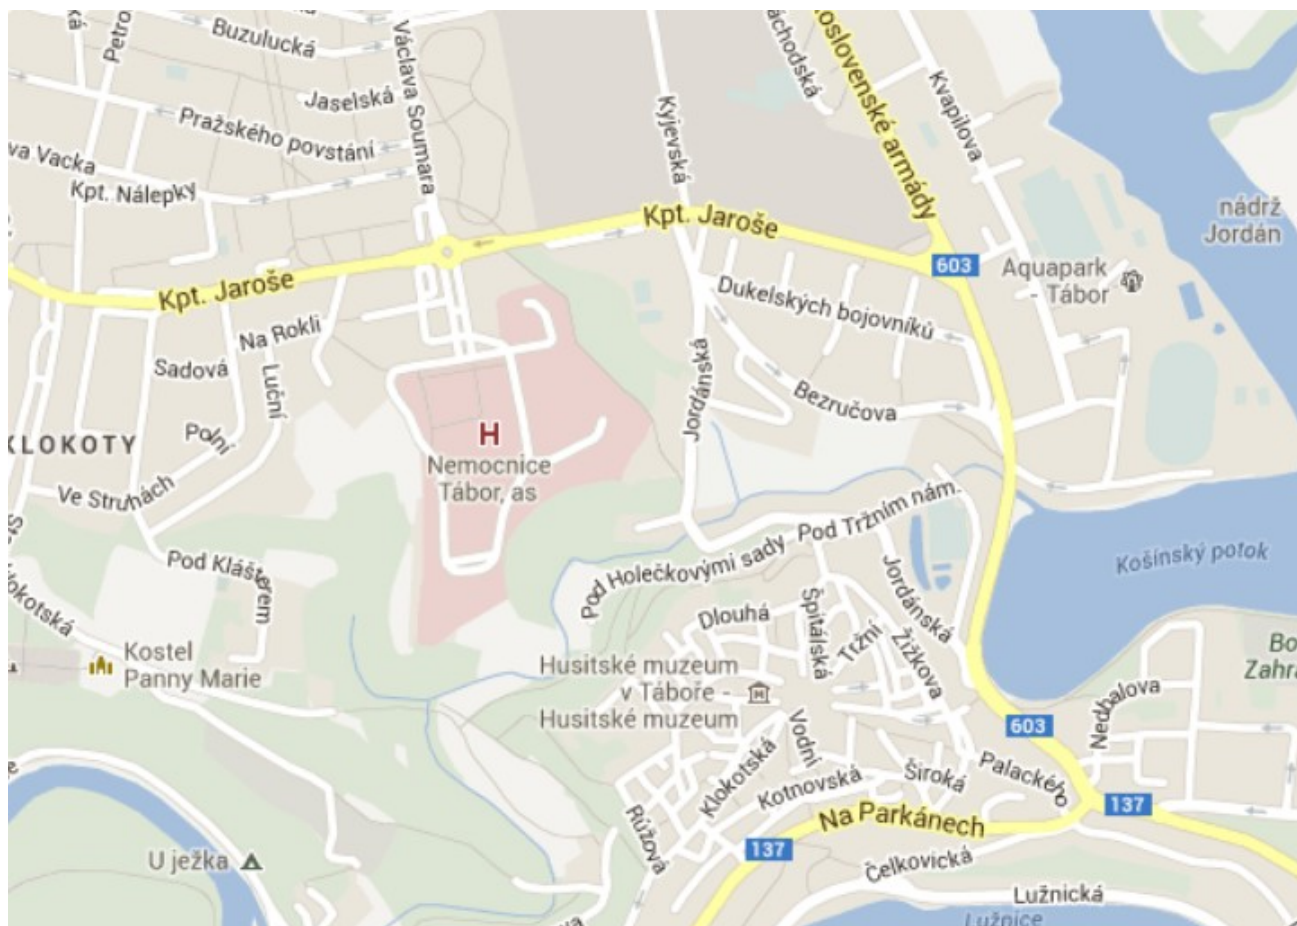 Petro
Buzulucká
Václava Soumara
Jaselská
Pražského povstání
va Vacka
Kpt. Nálepky
Kyjevská
áchodská
oslovenské armády
Kvapilova
nádrž
Jordán
Kpt. Jaroše
Kpt. Jaroše
603
Aquapark
- Tábor
Dukelských bojovníků
Na Rokli
Sadová
Luční
Jordánská
Bezručova
Polní
KLOKOTY
H
Nemocnice
Tábor, as
Ve Struhách
Pod Klášterem
Pod Tržním nám.
Pod Holečkovými sady
Košínský potok
Jordánská
Dlouhá
Špitálská
Tržní
Žižkova
lokotská
Kostel
Panny Marie
Husitské muzeum
v Táboře -
Husitské muzeum
Bo
Zahra
Nedbalova
603
Vodní
Klokotská
Kotnovská
Široká
Palackého
137
Na Parkánech
137
Růžová
U ježka
Čelkovická
Lužnická
Lužnice